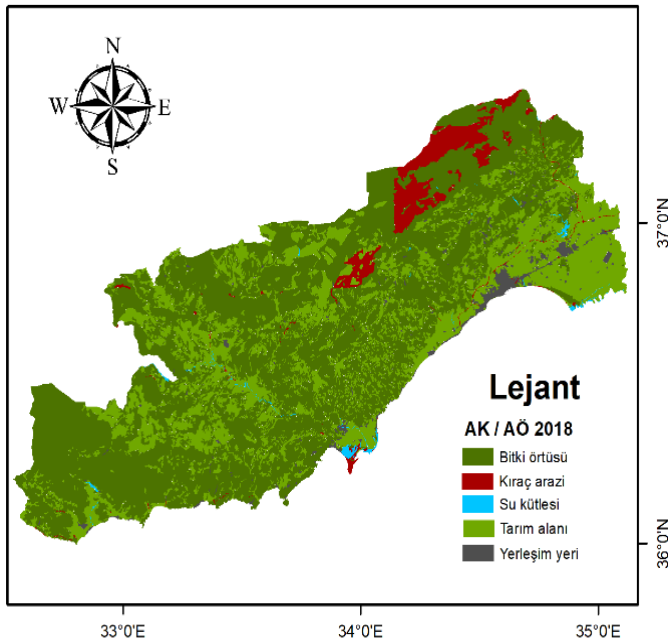 N
W
E
S
37°0'N
Lejant
AK / AÖ 2018
Bitki örtüsü
Kıraç arazi
Su kütlesi
Tarım alanı
Yerleşim yeri
36°0'N
33°0'E
34°0'E
35°0'E